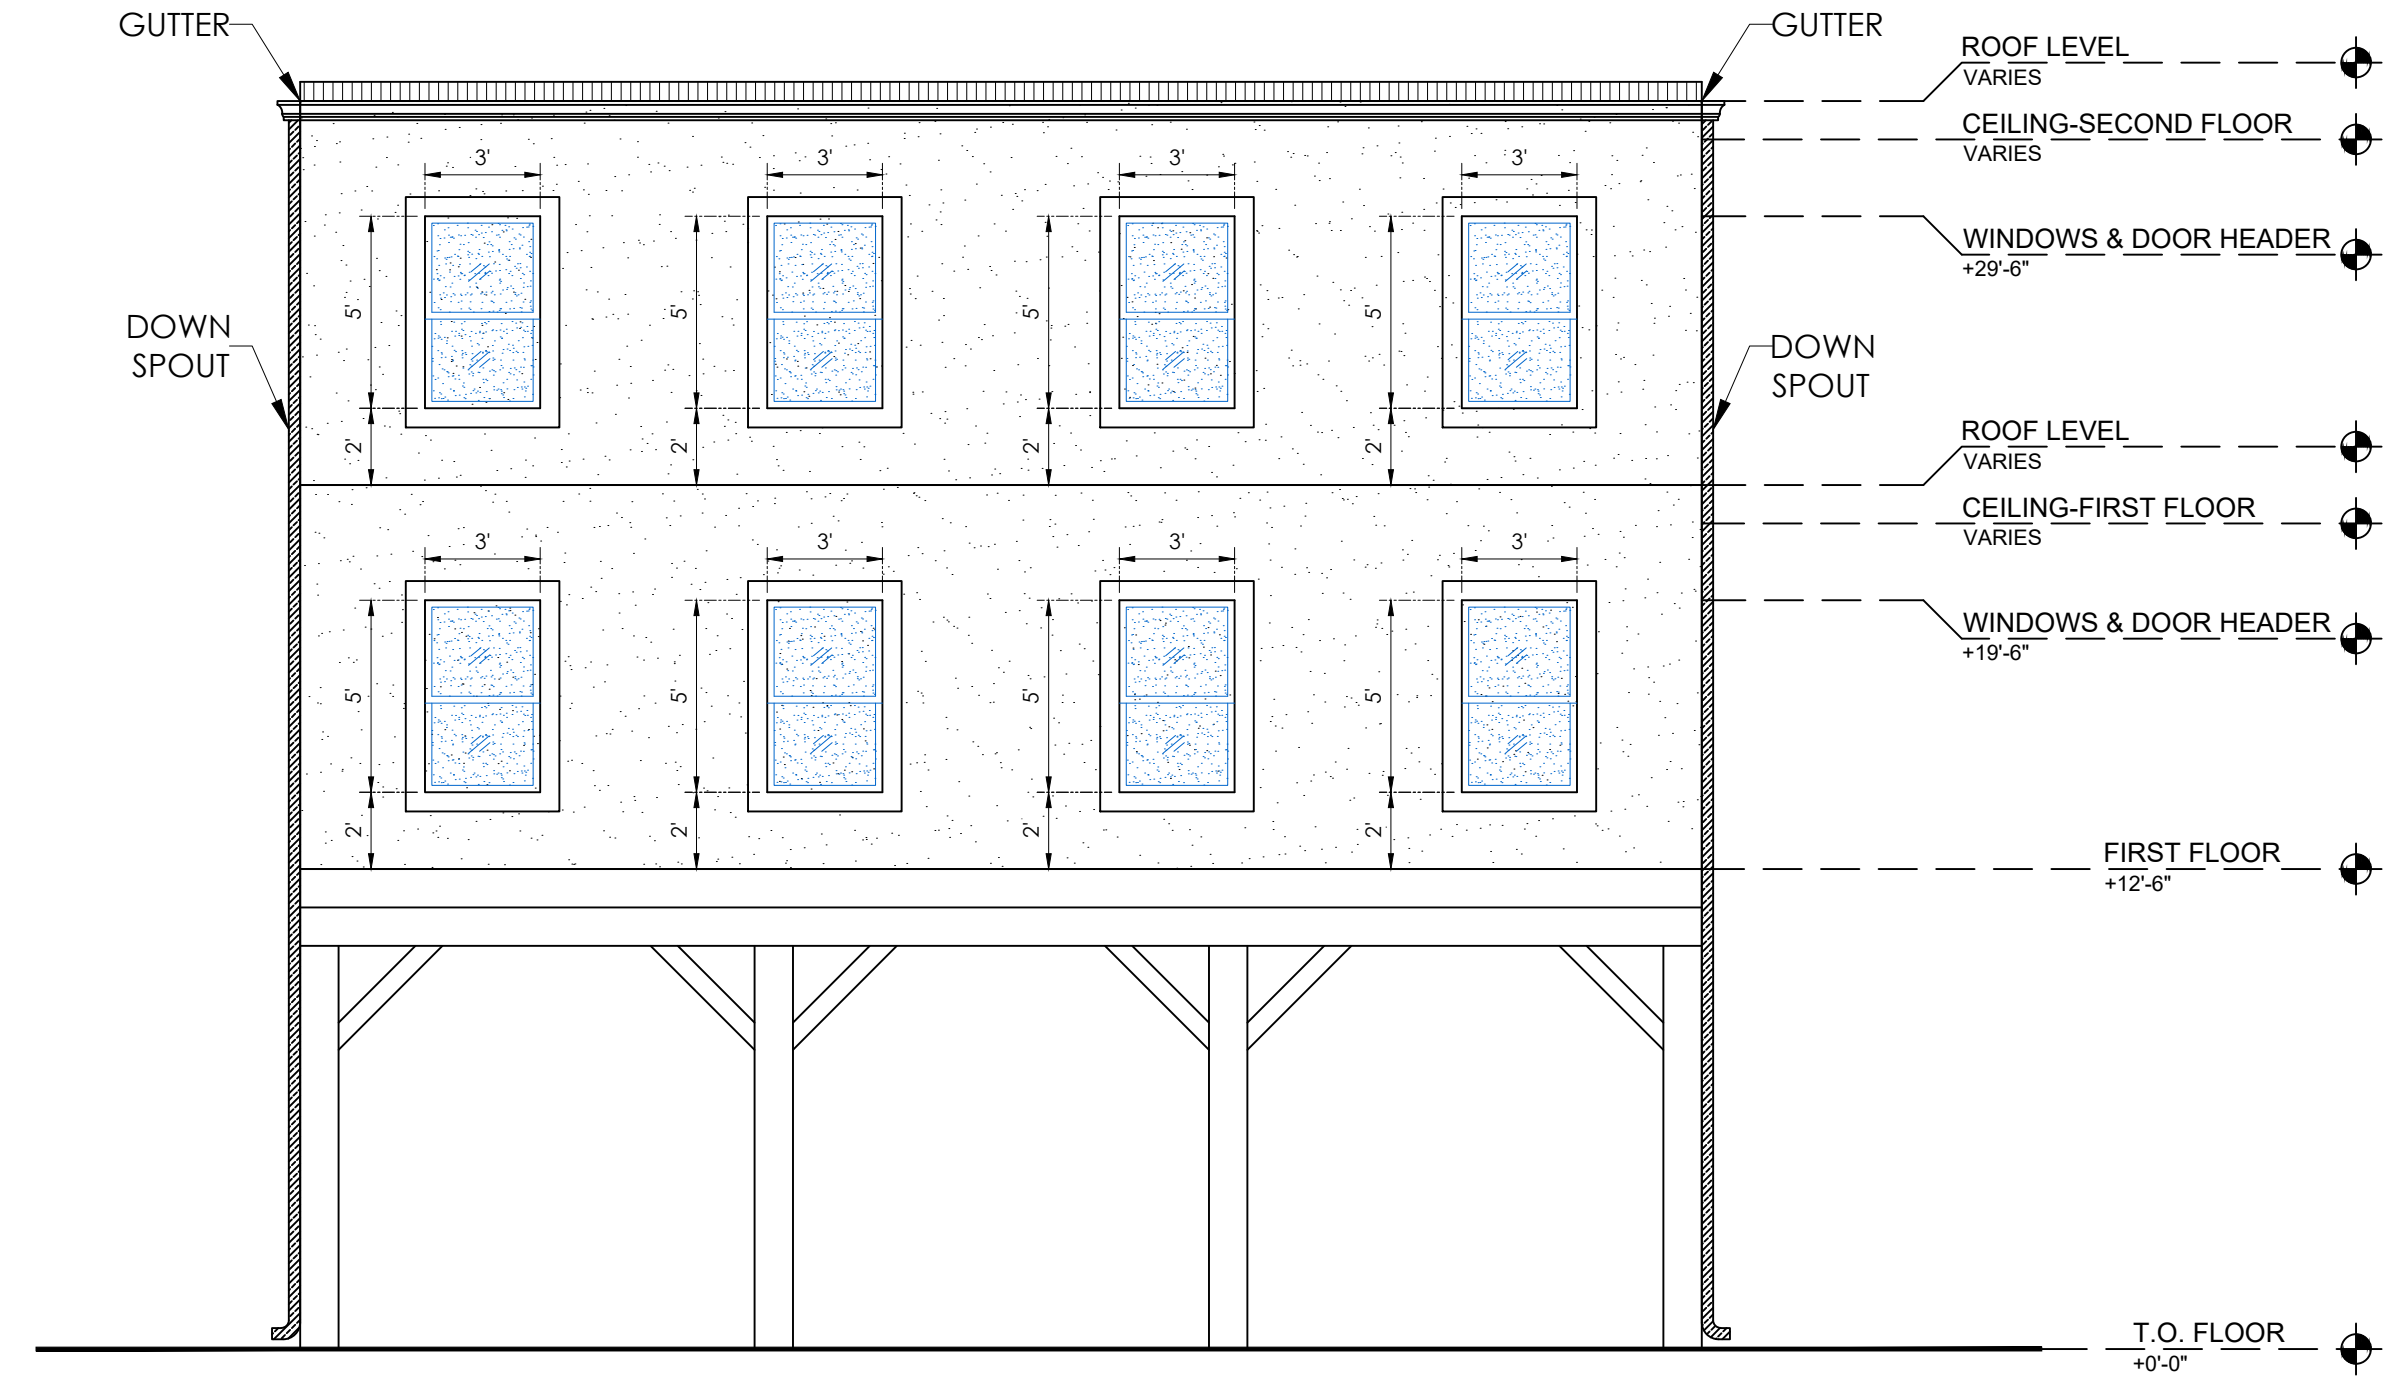 GUTTER
GUTTER
ROOF LEVEL
VARIES
CEILING-SECOND FLOOR
VARIES
3'
3'
3'
3'
WINDOWS & DOOR HEADER
+29'-6"
5'
5'
5'
5'
DOWN
SPOUT
DOWN
SPOUT
2'
2'
2'
2'
ROOF LEVEL
VARIES
CEILING-FIRST FLOOR
VARIES
3'
3'
3'
3'
WINDOWS & DOOR HEADER
+19'-6"
5'
5'
5'
5'
2'
2'
2'
2'
FIRST FLOOR
+12'-6"
T.O. FLOOR
+0'-0"